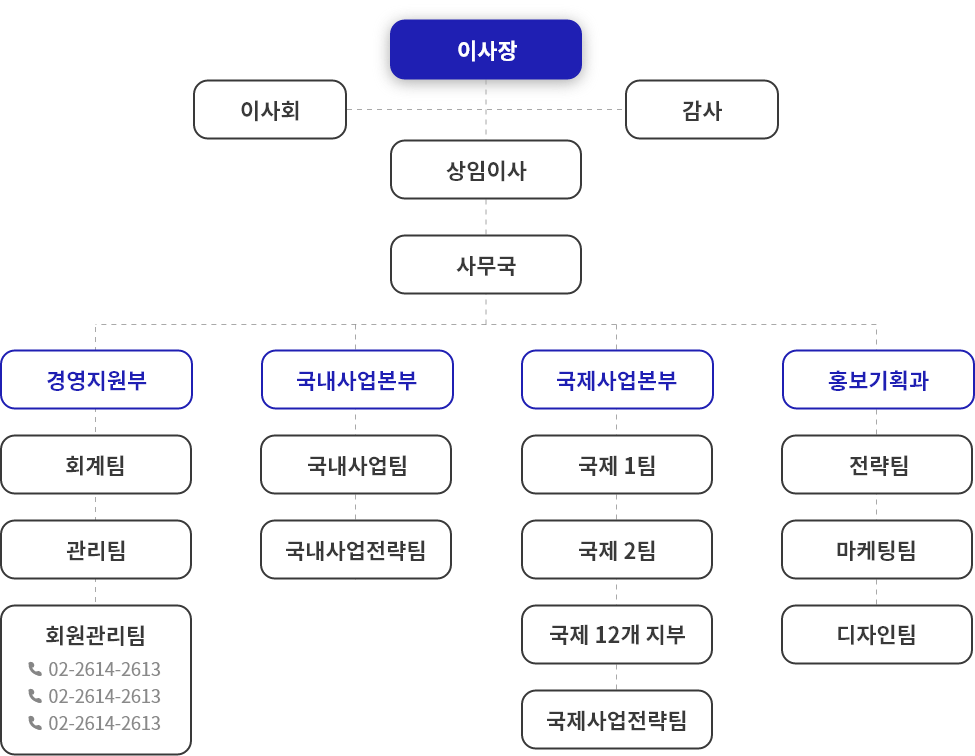 이사장
이사회
감사
상임이사
사무국
경영지원부
국내사업본부
국제사업본부
홍보기획과
회계팀
국내사업팀
국제 1팀
전략팀
관리팀
국내사업전략팀
국제 2팀
마케팅팀
회원관리팀
02-2614-2613
02-2614-2613
02-2614-2613
국제 12개 지부
디자인팀
국제사업전략팀